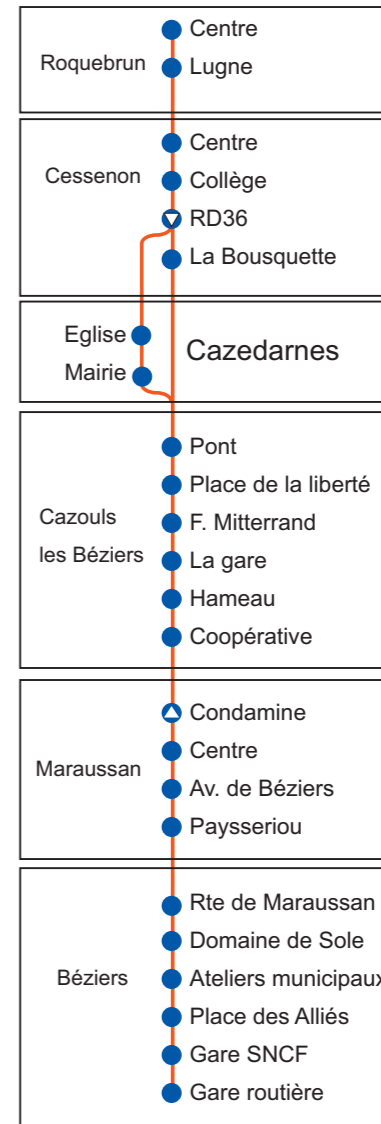 Roquebrun
Centre
Lugne
Cessenon
Centre
Collège
RD36
La Bousquette
Eglise
Mairie
Cazedarnes
Cazouls
les Béziers
Pont
Place de la liberté
F. Mitterrand
La gare
Hameau
Coopérative
Maraussan
Condamine
Centre
Av. de Béziers
Paysseriou
Béziers
Rte de Maraussan
Domaine de Sole
Ateliers municipaux
Place des Alliés
Gare SNCF
Gare routière